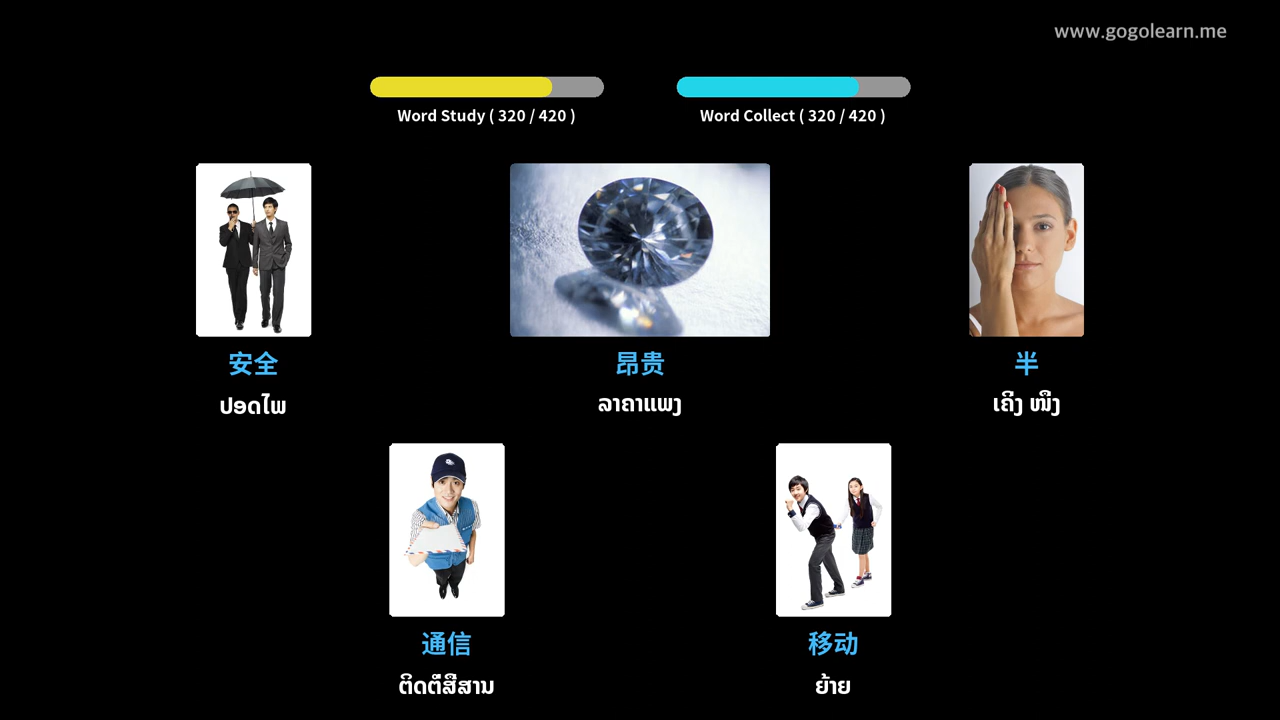 www.gogolearn.me
Word Study ( 320 / 420 )
Word Collect ( 320 / 420 )
安全
ປອດໄພ
昂贵
ລາຄາແພງ
半
ເຄິງ ໜຶງ
通信
ຕິດຕໍ່ສື່ສານ
移动
ຍ້າຍ